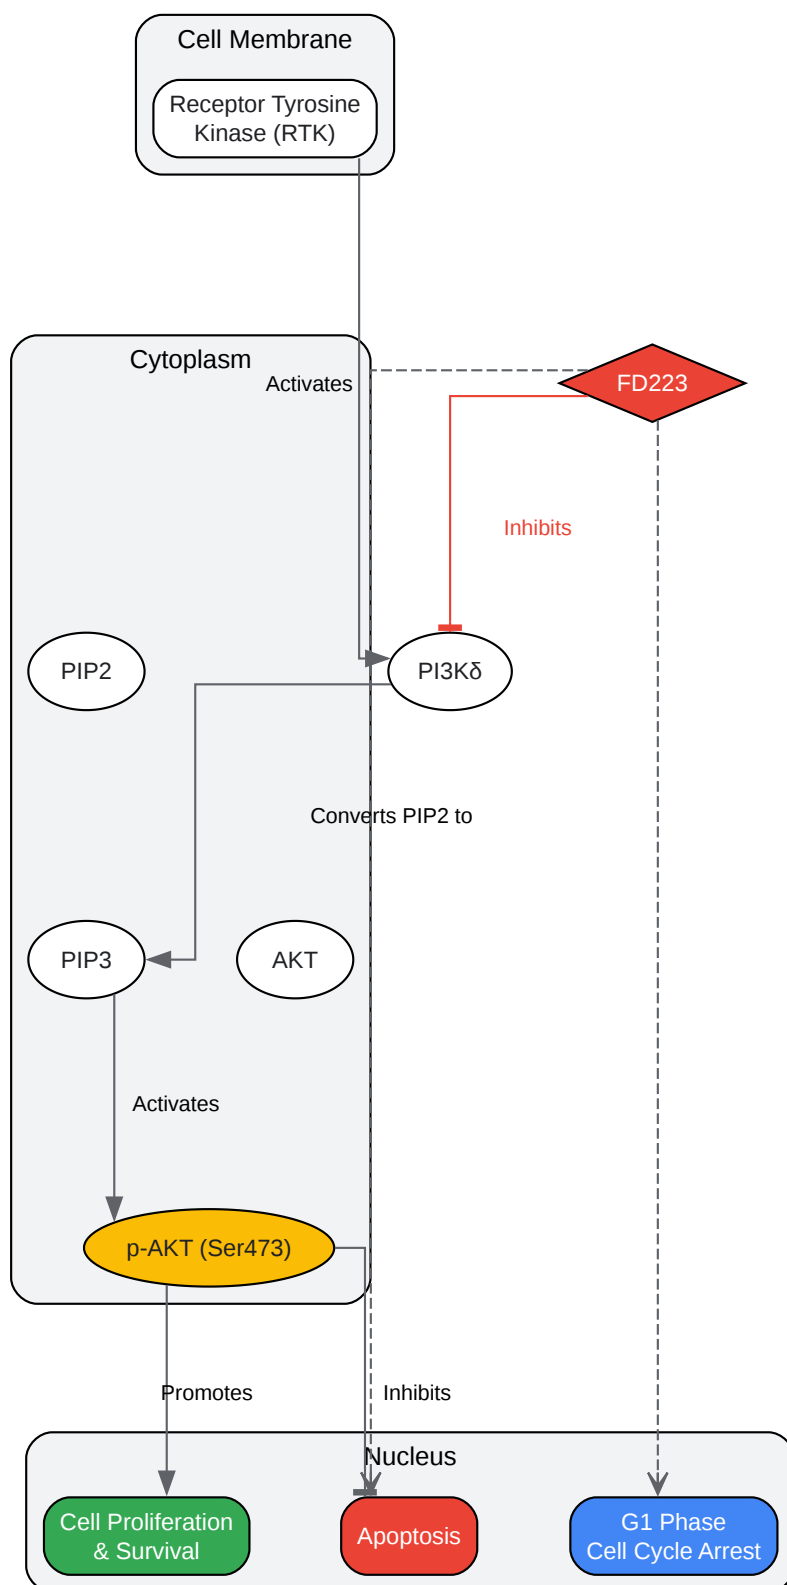 Cell Membrane
Receptor Tyrosine
Kinase (RTK)
Cytoplasm
Activates
FD223
Inhibits
PIP2
PI3Kδ
Converts PIP2 to
PIP3
AKT
Activates
p-AKT (Ser473)
Promotes
Inhibits
Nucleus
Cell Proliferation
& Survival
Apoptosis
G1 Phase
Cell Cycle Arrest